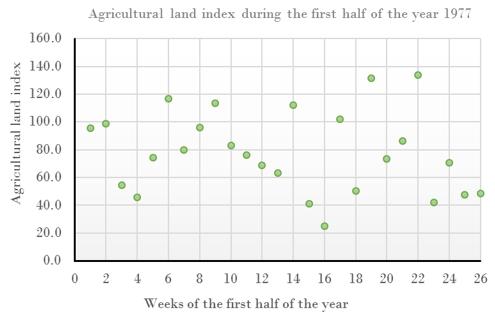 Agricultural land index during the first half of the year 1977
160.0
140.0
120.0
100.0
80.0
60.0
40.0
20.0
0.0
Agricultural land index
0 2 4 6 8 10 12 14 16 18 20 22 24 26
Weeks of the first half of the year